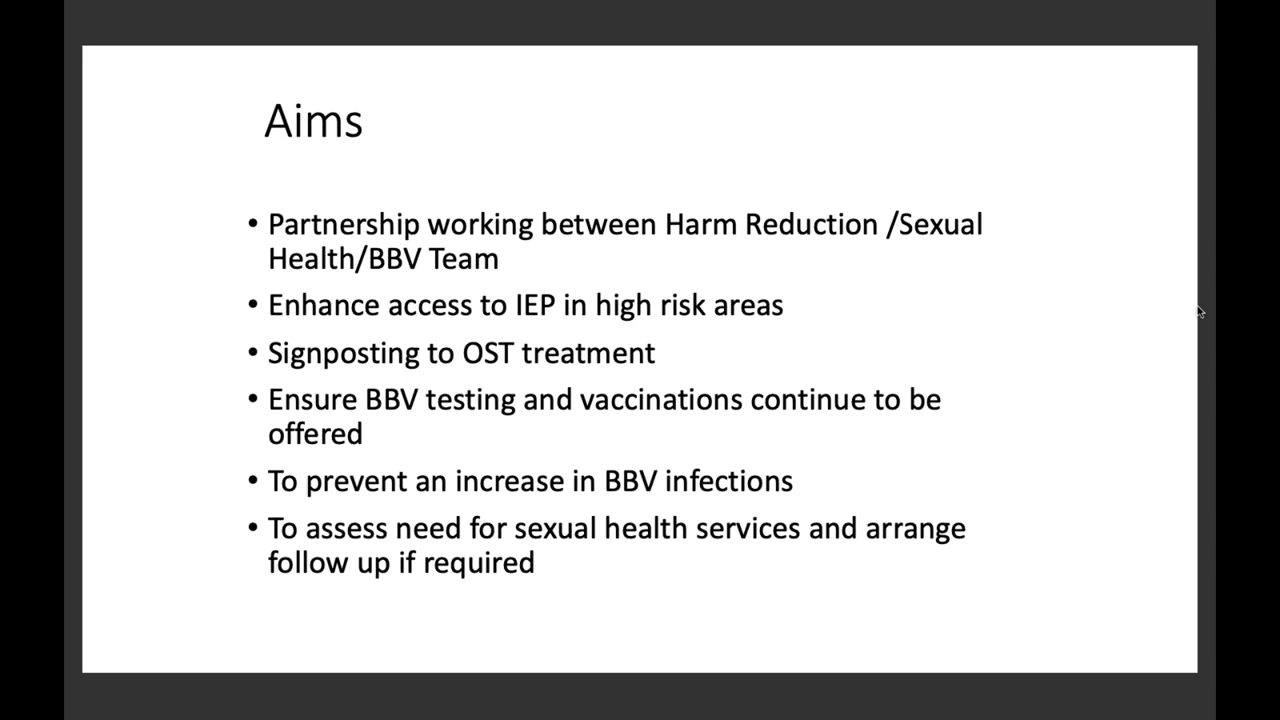 Aims
• Partnership working between Harm Reduction /Sexual
Health/BBV Team
• Enhance access to IEP in high risk areas
• Signposting to OST treatment
• Ensure BBV testing and vaccinations continue to be
offered
• To prevent an increase in BBV infections
• To assess need for sexual health services and arrange
follow up if required